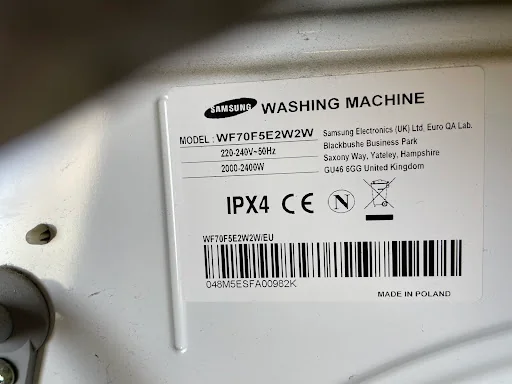 SAMSUNG WASHING MACHINE
MODEL : WF70F5E2W2W
220-240V~50Hz
2000-2400W
Samsung Electronics (UK) Ltd, Euro QA Lab.
Blackbushe Business Park
Saxony Way, Yateley, Hampshire
GU46 6GG United Kingdom
IPX4 CE N
WF70F5E2W2W/EU
048M5ESFA00982K
MADE IN POLAND